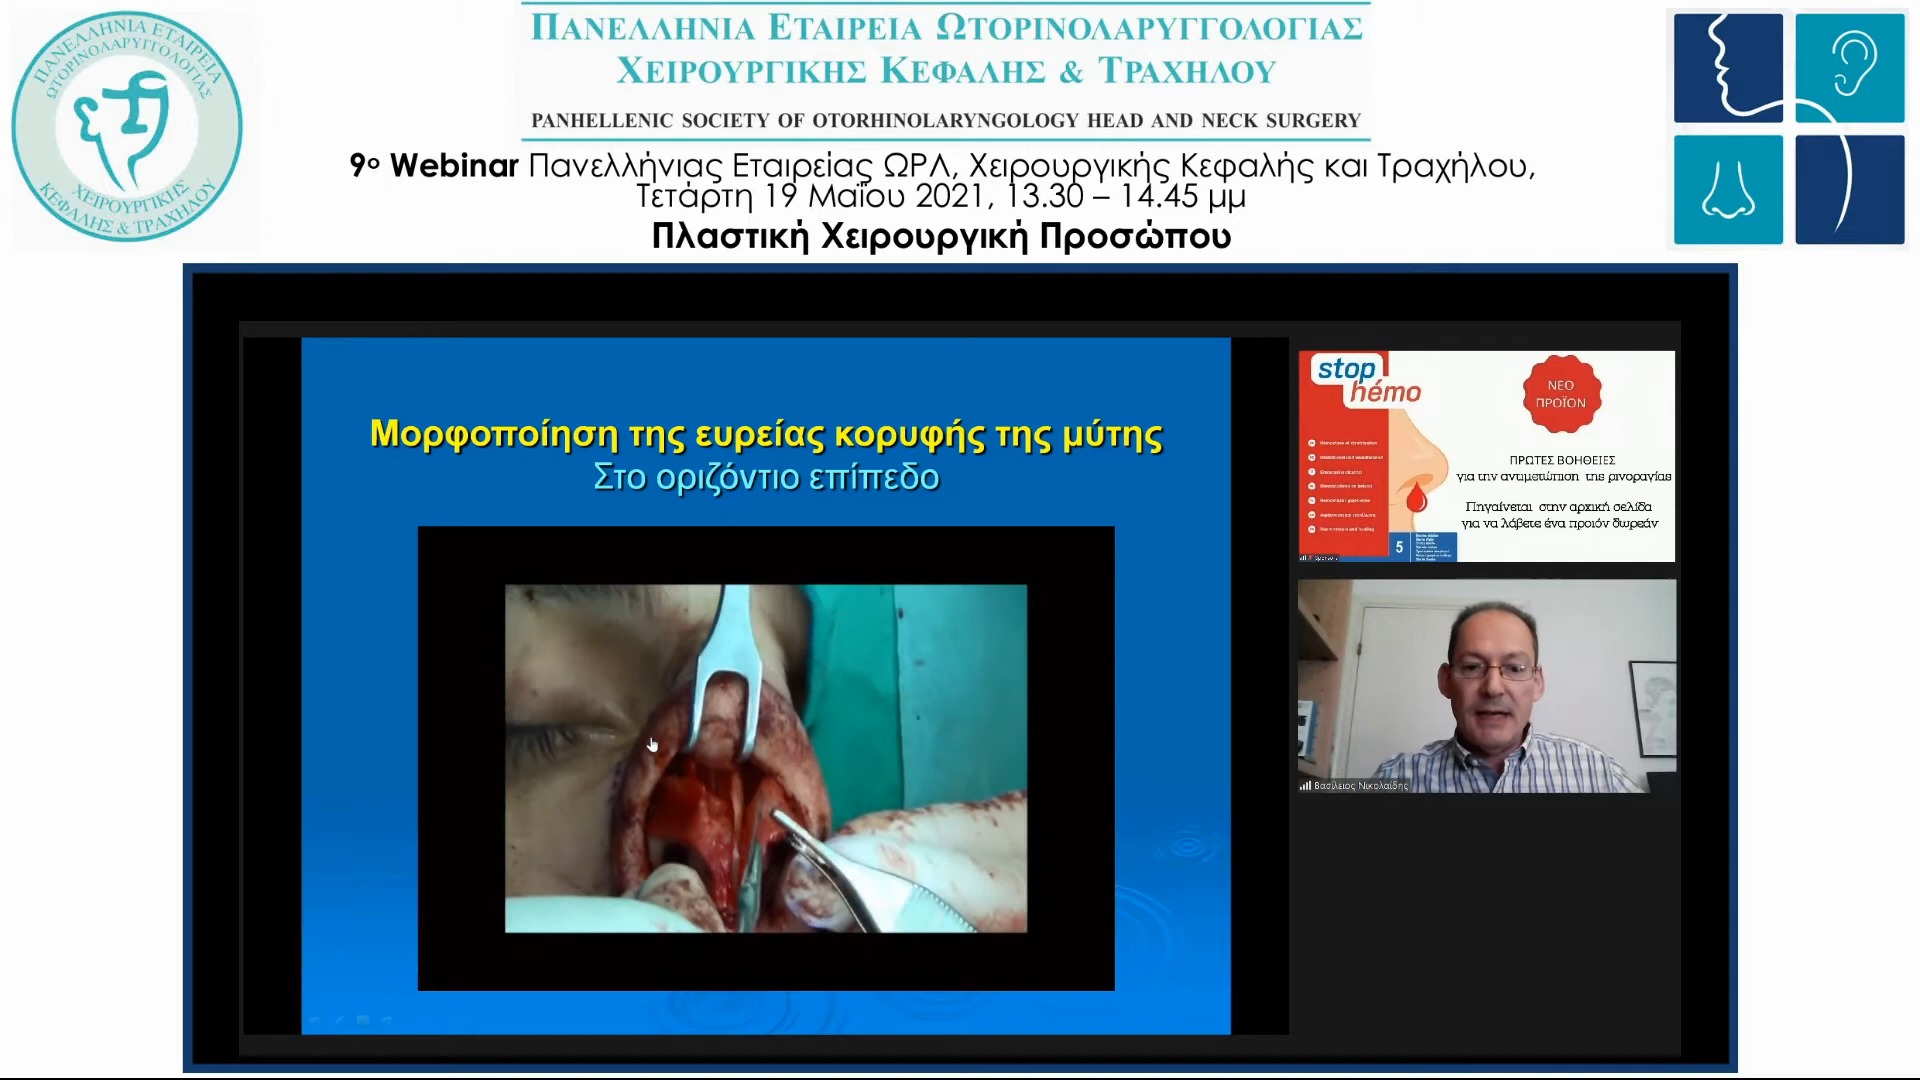 ΠΑΝΕΛΛΗΝΙΑ ΕΤΑΙΡΕΙΑ
ΩΤΟΡΙΝΟΛΑΡΥΓΓΟΛΟΓΙΑΣ
ΧΕΙΡΟΥΡΓΙΚΗΣ
ΚΕΦΑΛΗΣ & ΤΡΑΧΗΛΟΥ
ΠΑΝΕΛΛΗΝΙΑ ΕΤΑΙΡΕΙΑ ΩΤΟΡΙΝΟΛΑΡΥΓΓΟΛΟΓΙΑΣ
ΧΕΙΡΟΥΡΓΙΚΗΣ ΚΕΦΑΛΗΣ & ΤΡΑΧΗΛΟΥ
PANHELLENIC SOCIETY OF OTORHINOLARYNGOLOGY HEAD AND NECK SURGERY
9ο Webinar Πανελλήνιας Εταιρείας ΩΡΛ, Χειρουργικής Κεφαλής και Τραχήλου,
Τετάρτη 19 Μαΐου 2021, 13.30 – 14.45 μμ
Πλαστική Χειρουργική Προσώπου
Μορφοποίηση της ευρείας κορυφής της μύτης
Στο οριζόντιο επίπεδο
stop
hémo
ΝΕΟ
ΠΡΟΪΟΝ
ΠΡΩΤΕΣ ΒΟΗΘΕΙΕΣ
για την αντιμετώπιση της ρινοραγίας
Πηγαίνεται στην αρχική σελίδα
για να λάβετε ένα προιόν δωρεάν
5
Βασίλειος Νικολαΐδης